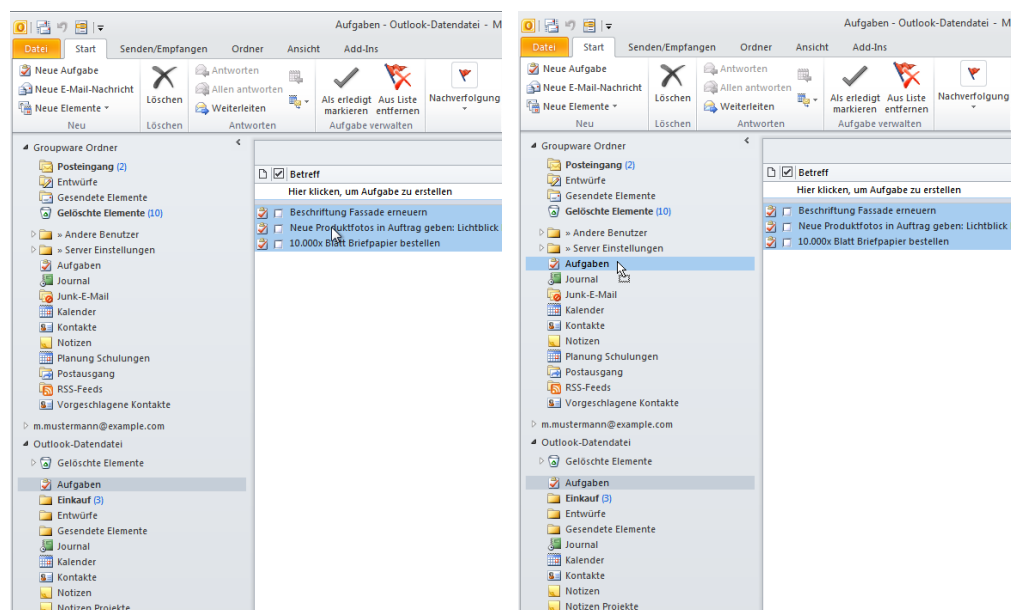 Aufgaben - Outlook-Datendatei - M
Datei Start Senden/Empfangen Ordner Ansicht Add-Ins
Neue Aufgabe
Neue E-Mail-Nachricht
Neue Elemente
Neu
Löschen
Löschen
Antworten
Allen antworten
Weiterleiten
Antworten
Als erledigt markieren
Aus Liste entfernen
Aufgabe verwalten
Nachverfolgung
Groupware Ordner
Posteingang (2)
Entwürfe
Gesendete Elemente
Gelöschte Elemente (10)
» Andere Benutzer
» Server Einstellungen
Aufgaben
Journal
Junk-E-Mail
Kalender
Kontakte
Notizen
Planung Schulungen
Postausgang
RSS-Feeds
Vorgeschlagene Kontakte
m.mustermann@example.com
Outlook-Datendatei
Gelöschte Elemente
Aufgaben
Einkauf (3)
Entwürfe
Gesendete Elemente
Journal
Kalender
Kontakte
Notizen
Notizen Projekte
Betreff
Hier klicken, um Aufgabe zu erstellen
Beschriftung Fassade erneuern
Neue Produktfotos in Auftrag geben: Lichtblick
10.000x Blatt Briefpapier bestellen
Aufgaben - Outlook-Datendatei - M
Datei Start Senden/Empfangen Ordner Ansicht Add-Ins
Neue Aufgabe
Neue E-Mail-Nachricht
Neue Elemente
Neu
Löschen
Löschen
Antworten
Allen antworten
Weiterleiten
Antworten
Als erledigt markieren
Aus Liste entfernen
Aufgabe verwalten
Nachverfolgung
Groupware Ordner
Posteingang (2)
Entwürfe
Gesendete Elemente
Gelöschte Elemente (10)
» Andere Benutzer
» Server Einstellungen
Aufgaben
Journal
Junk-E-Mail
Kalender
Kontakte
Notizen
Planung Schulungen
Postausgang
RSS-Feeds
Vorgeschlagene Kontakte
m.mustermann@example.com
Outlook-Datendatei
Gelöschte Elemente
Aufgaben
Einkauf (3)
Entwürfe
Gesendete Elemente
Journal
Kalender
Kontakte
Notizen
Notizen Projekte
Betreff
Hier klicken, um Aufgabe zu erstellen
Beschriftung Fassade erneuern
Neue Produktfotos in Auftrag geben: Lichtblick
10.000x Blatt Briefpapier bestellen